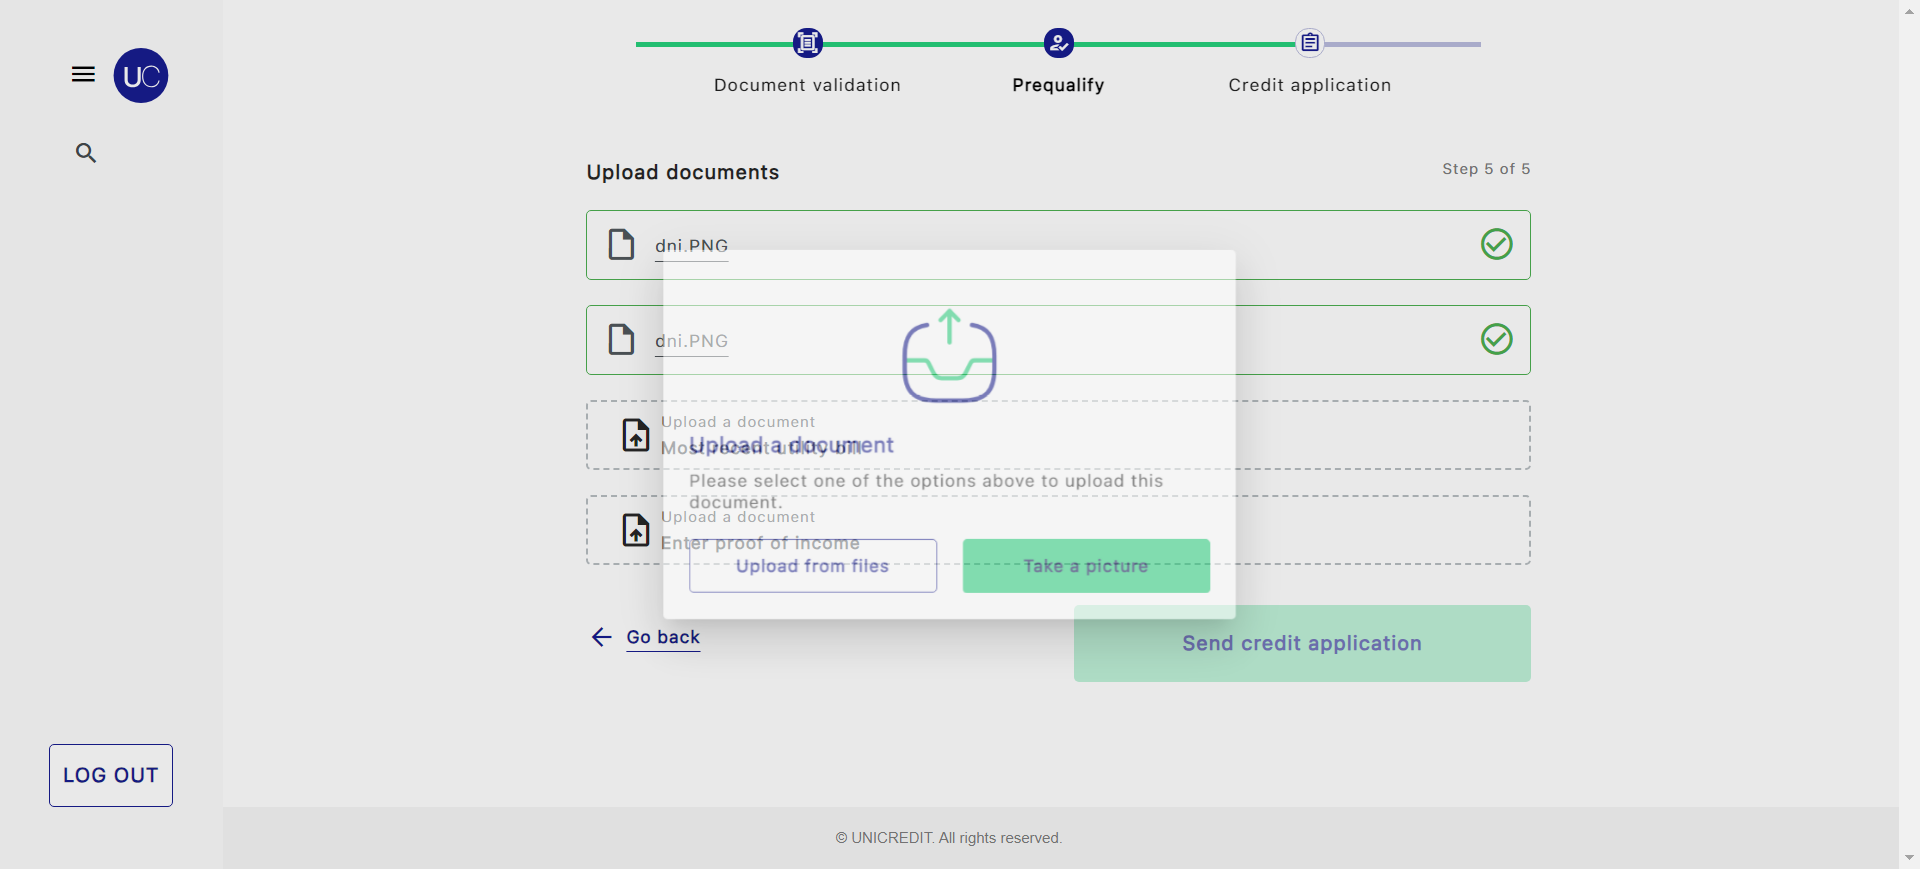 UC
Document validation
Prequalify
Credit application
Upload documents
Step 5 of 5
dni.PNG
dni.PNG
Upload a document
Most recent utility bill
Upload a document
Please select one of the options above to upload this
document.
Upload a document
Enter proof of income
Upload from files
Take a picture
Go back
Send credit application
LOG OUT
© UNICREDIT. All rights reserved.